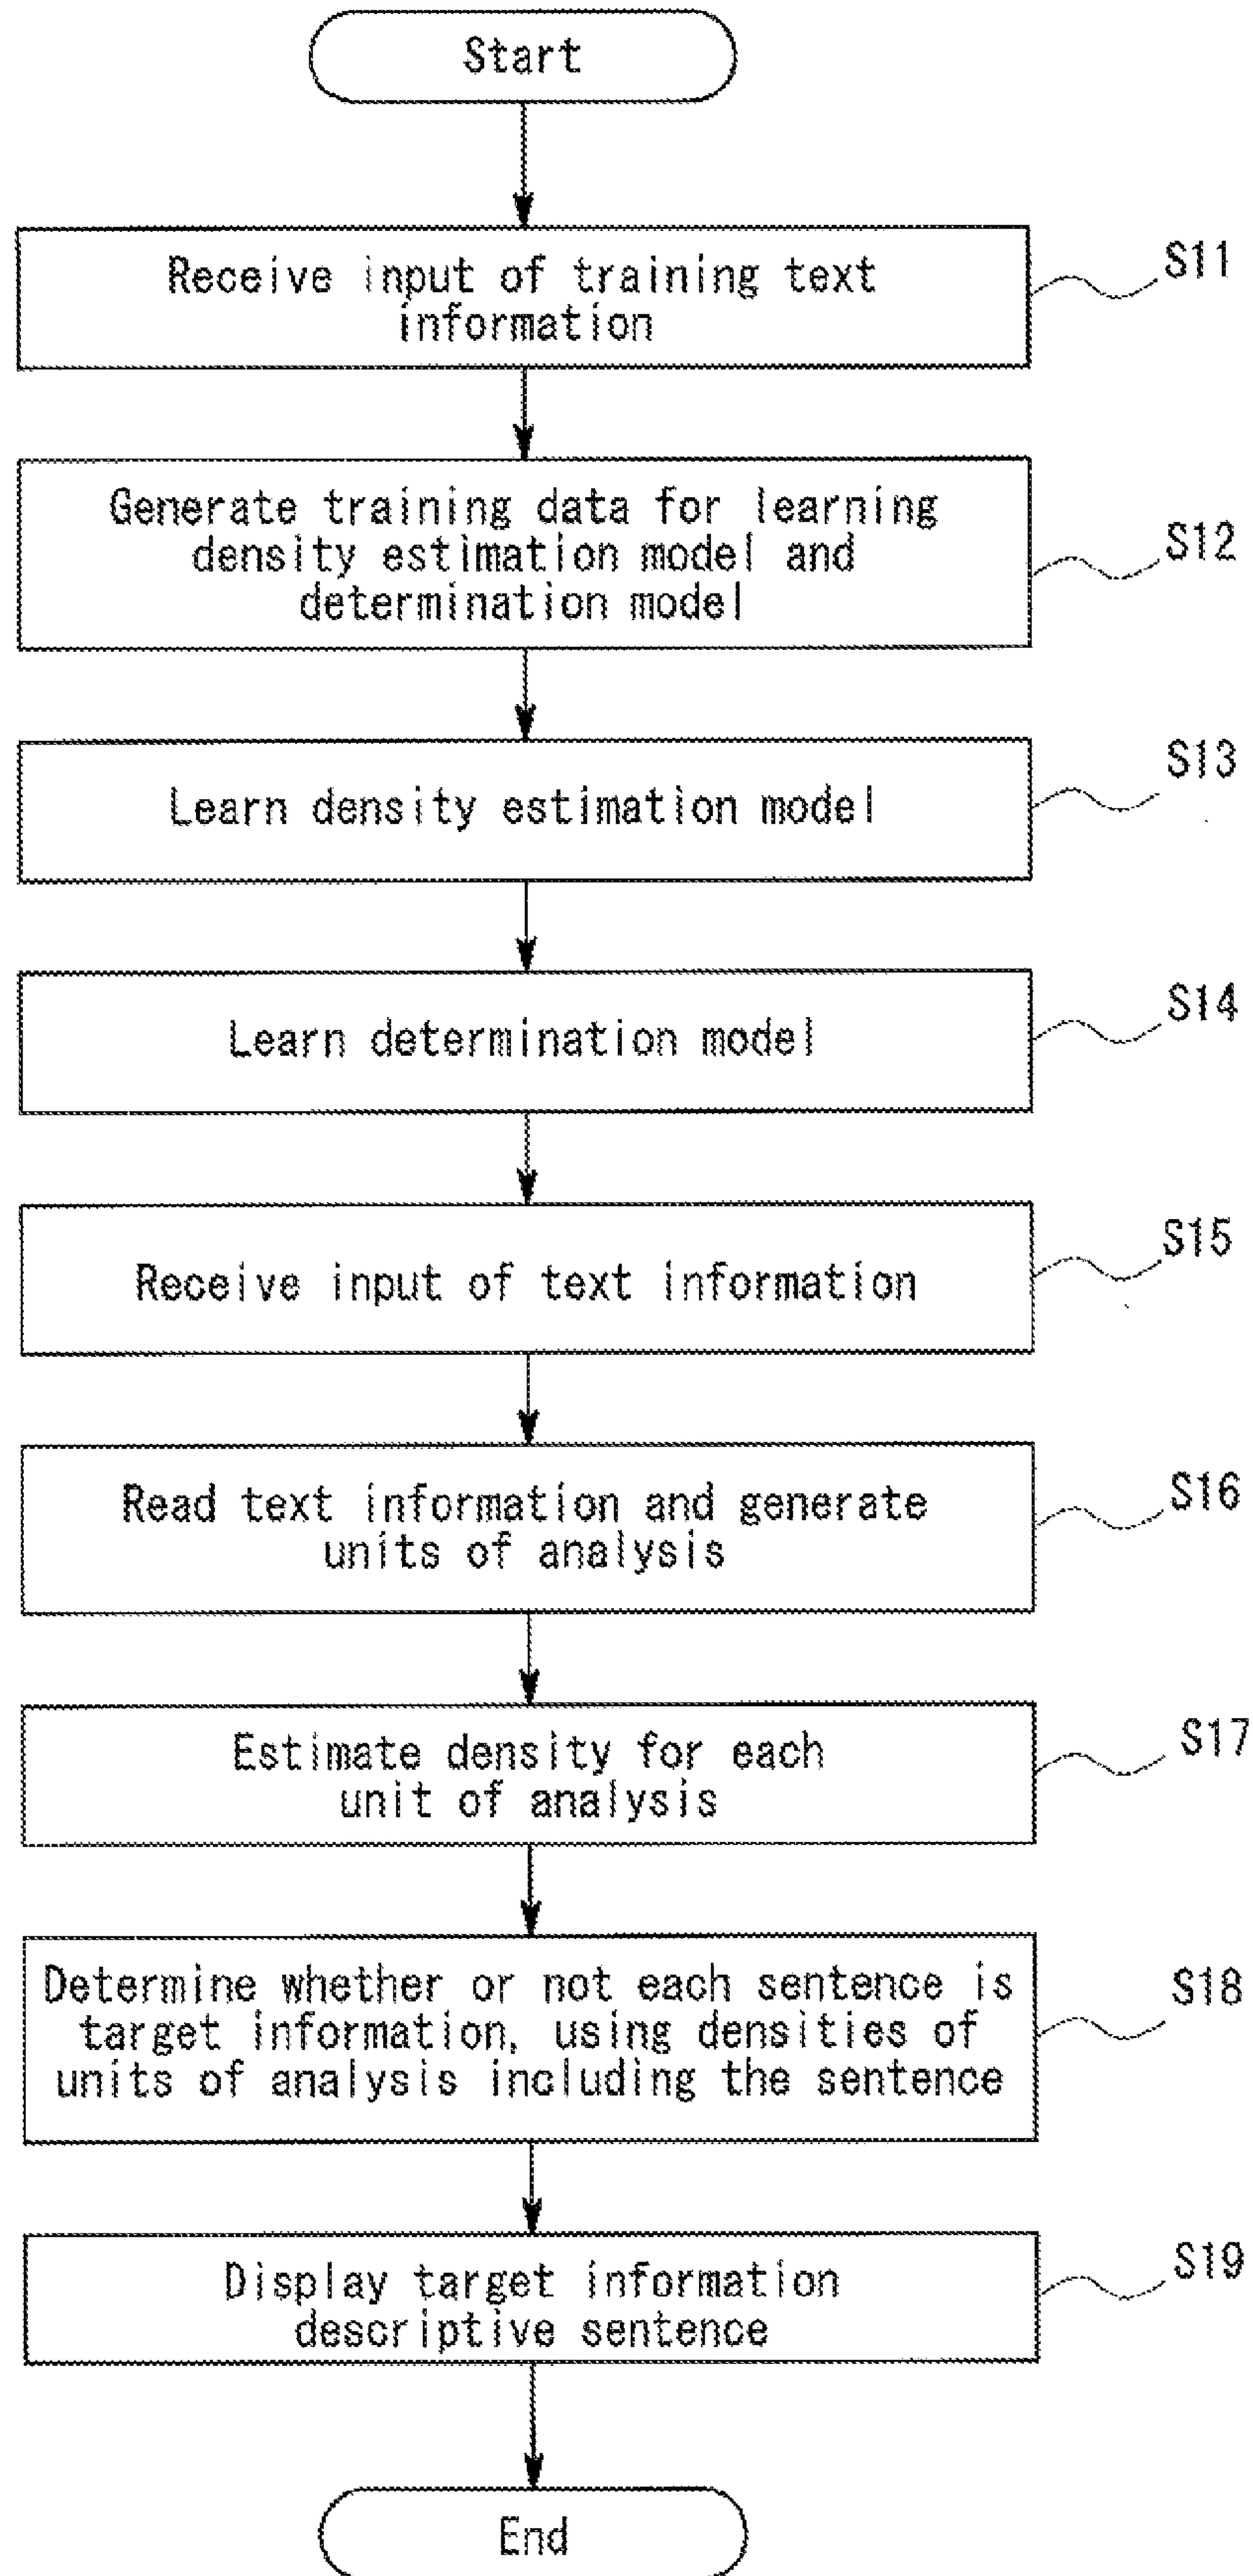 Start
Receive input of training text
information
S11
Generate training data for learning
density estimation model and
determination model
S12
Learn density estimation model
S13
Learn determination model
S14
Receive input of text information
S15
Read text information and generate
units of analysis
S16
Estimate density for each
unit of analysis
S17
Determine whether or not each sentence is
target information, using densities of
units of analysis including the sentence
S18
Display target information
descriptive sentence
S19
End